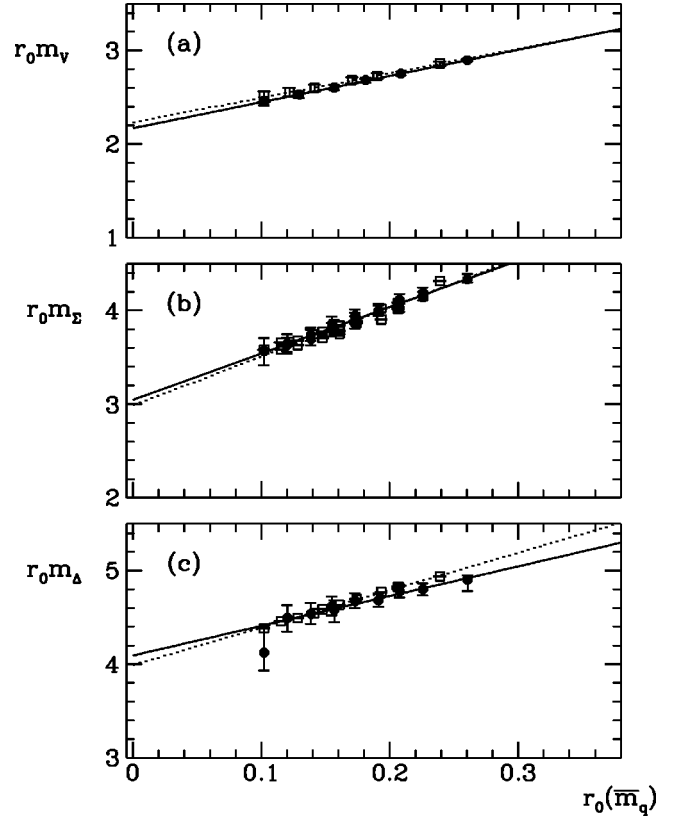 3
r₀m_V
(a)
2
1
4
r₀m_Σ
(b)
3
2
5
r₀m_Δ
(c)
4
3
0 0.1 0.2 0.3
r₀(m̅_q)